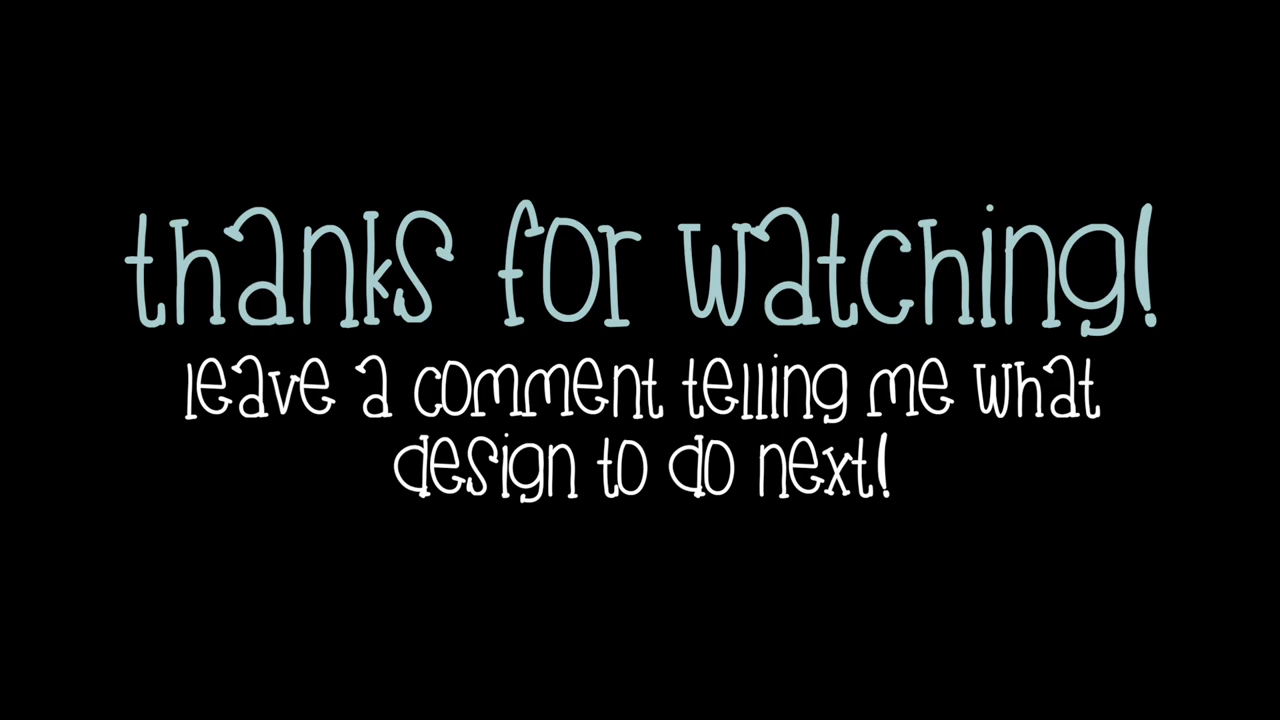 thanks for watching!
leave a comment telling me what
design to do next!